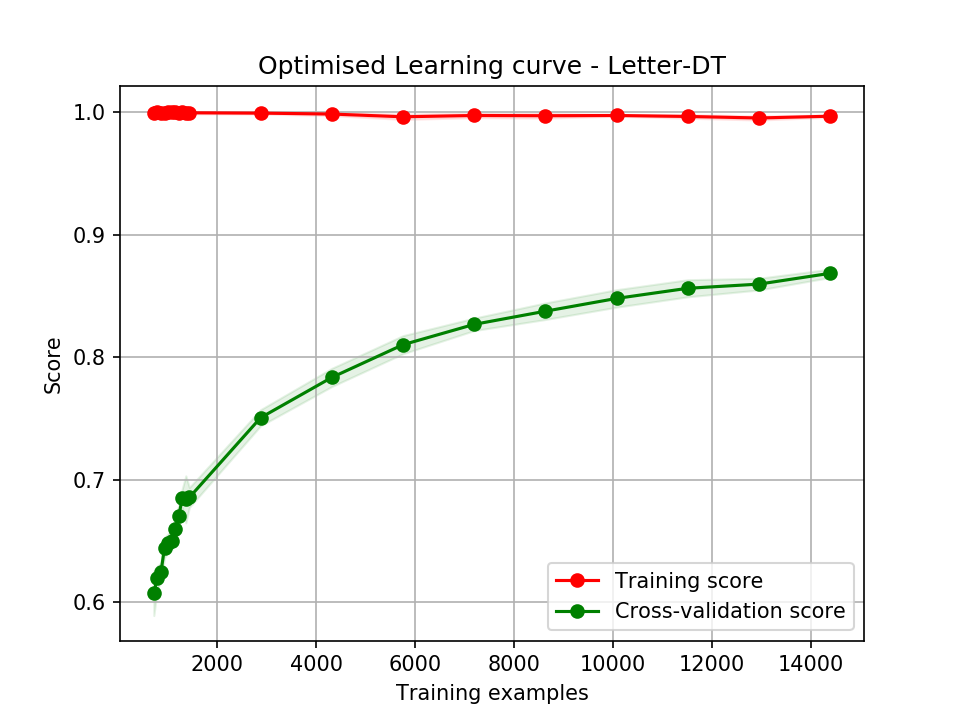 Optimised Learning curve - Letter-DT
1.0
0.9
0.8
0.7
0.6
Score
2000 4000 6000 8000 10000 12000 14000
Training examples
Training score
Cross-validation score